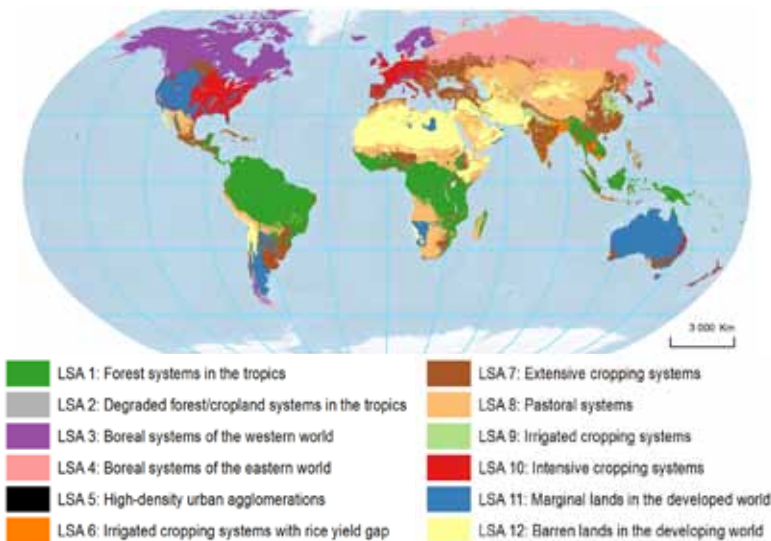 3 000 Km
LSA 1: Forest systems in the tropics
LSA 2: Degraded forest/cropland systems in the tropics
LSA 3: Boreal systems of the western world
LSA 4: Boreal systems of the eastern world
LSA 5: High-density urban agglomerations
LSA 6: Irrigated cropping systems with rice yield gap
LSA 7: Extensive cropping systems
LSA 8: Pastoral systems
LSA 9: Irrigated cropping systems
LSA 10: Intensive cropping systems
LSA 11: Marginal lands in the developed world
LSA 12: Barren lands in the developing world